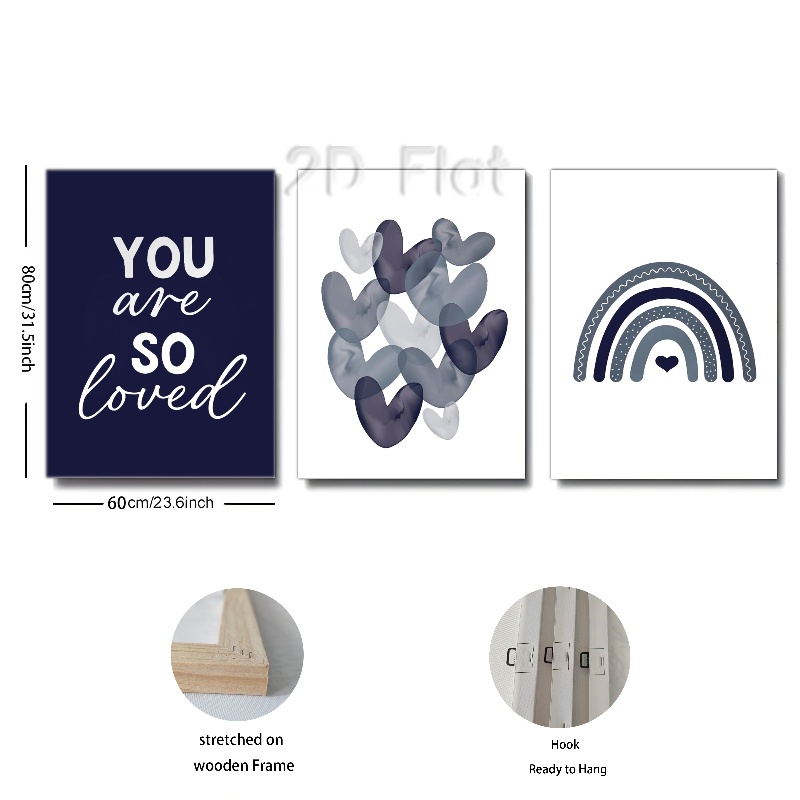 2D Flat
80cm/31.5inch
YOU
are
SO
loved
60cm/23.6inch
stretched on
wooden Frame
Hook
Ready to Hang